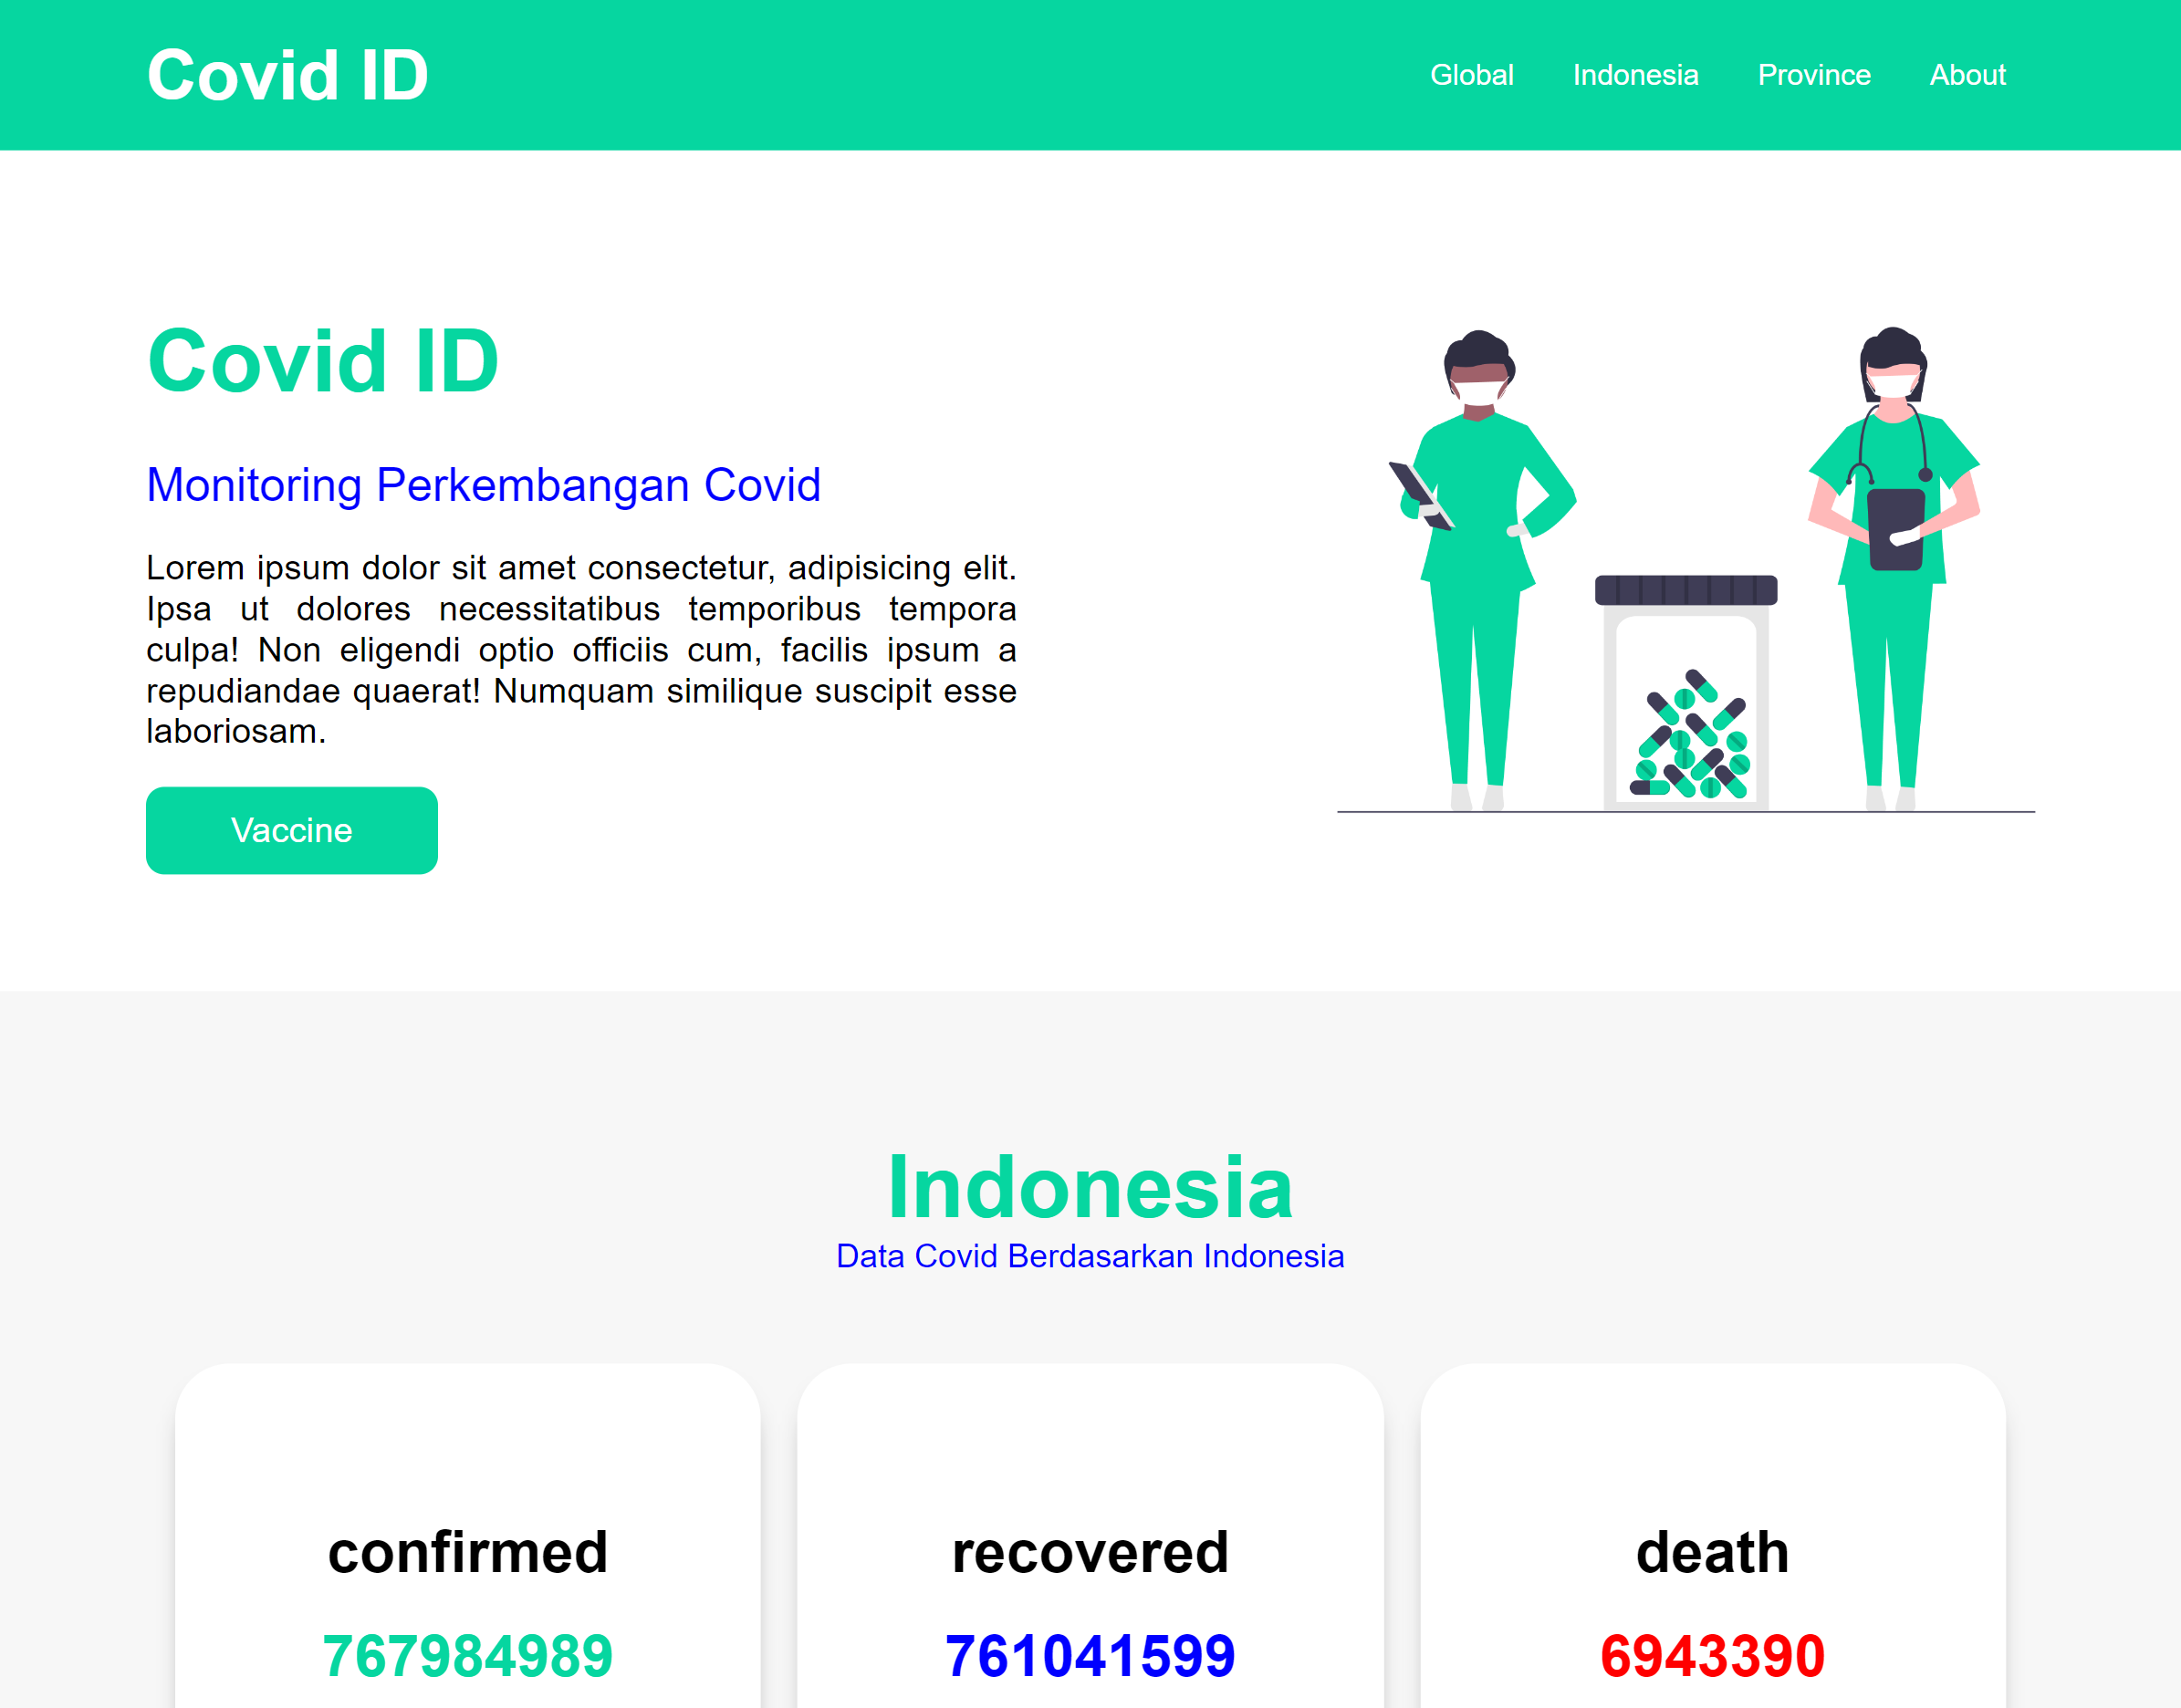 Covid ID
Global Indonesia Province About
Covid ID
Monitoring Perkembangan Covid
Lorem ipsum dolor sit amet consectetur, adipisicing elit.
Ipsa ut dolores necessitatibus temporibus tempora
culpa! Non eligendi optio officiis cum, facilis ipsum a
repudiandae quaerat! Numquam similique suscipit esse
laboriosam.
Vaccine
Indonesia
Data Covid Berdasarkan Indonesia
confirmed
767984989
recovered
761041599
death
6943390